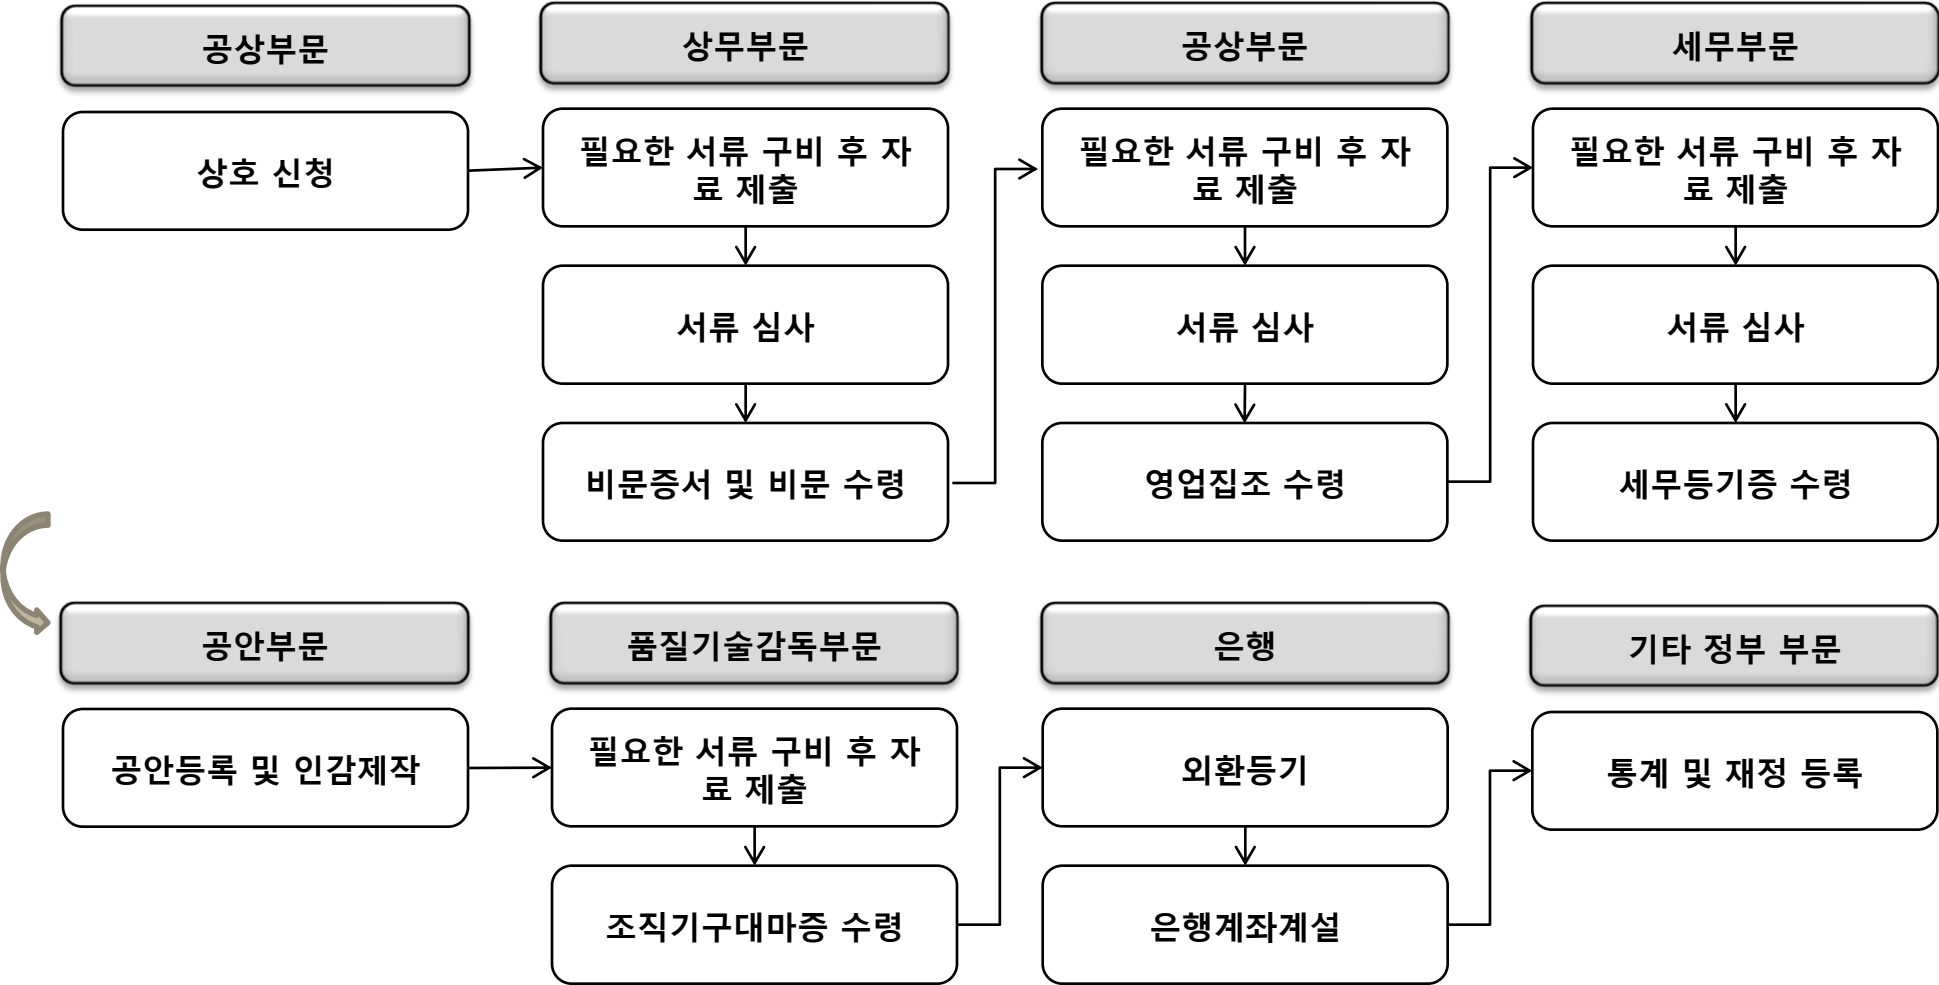 공상부문
상호 신청
상무부문
필요한 서류 구비 후 자
료 제출
서류 심사
비문증서 및 비문 수령
공상부문
필요한 서류 구비 후 자
료 제출
서류 심사
영업집조 수령
세무부문
필요한 서류 구비 후 자
료 제출
서류 심사
세무등기증 수령
공안부문
공안등록 및 인감제작
품질기술감독부문
필요한 서류 구비 후 자
료 제출
조직기구대마증 수령
은행
외환등기
은행계좌계설
기타 정부 부문
통계 및 재정 등록